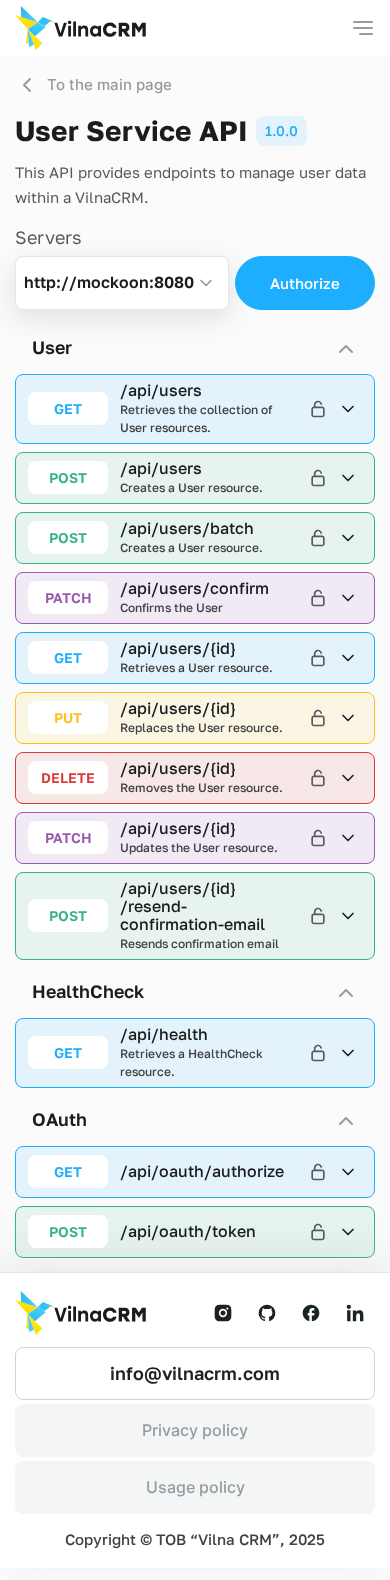 VilnaCRM
To the main page
User Service API 1.0.0
This API provides endpoints to manage user data
within a VilnaCRM.
Servers
http://mockoon:8080 Authorize
User
GET /api/users
Retrieves the collection of
User resources.
POST /api/users
Creates a User resource.
POST /api/users/batch
Creates a User resource.
PATCH /api/users/confirm
Confirms the User
GET /api/users/{id}
Retrieves a User resource.
PUT /api/users/{id}
Replaces the User resource.
DELETE /api/users/{id}
Removes the User resource.
PATCH /api/users/{id}
Updates the User resource.
POST /api/users/{id}
/resend-
confirmation-email
Resends confirmation email
HealthCheck
GET /api/health
Retrieves a HealthCheck
resource.
OAuth
GET /api/oauth/authorize
POST /api/oauth/token
VilnaCRM
info@vilnacrm.com
Privacy policy
Usage policy
Copyright © ТОВ “Vilna CRM”, 2025